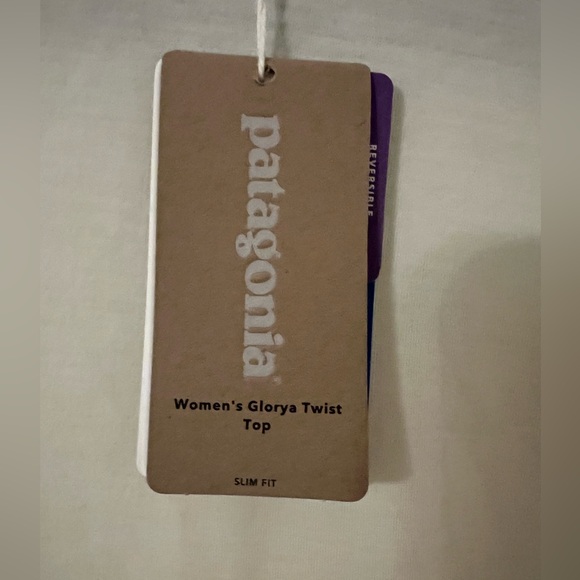 patagonia
REVERSIBLE
Women's Glorya Twist
Top
SLIM FIT